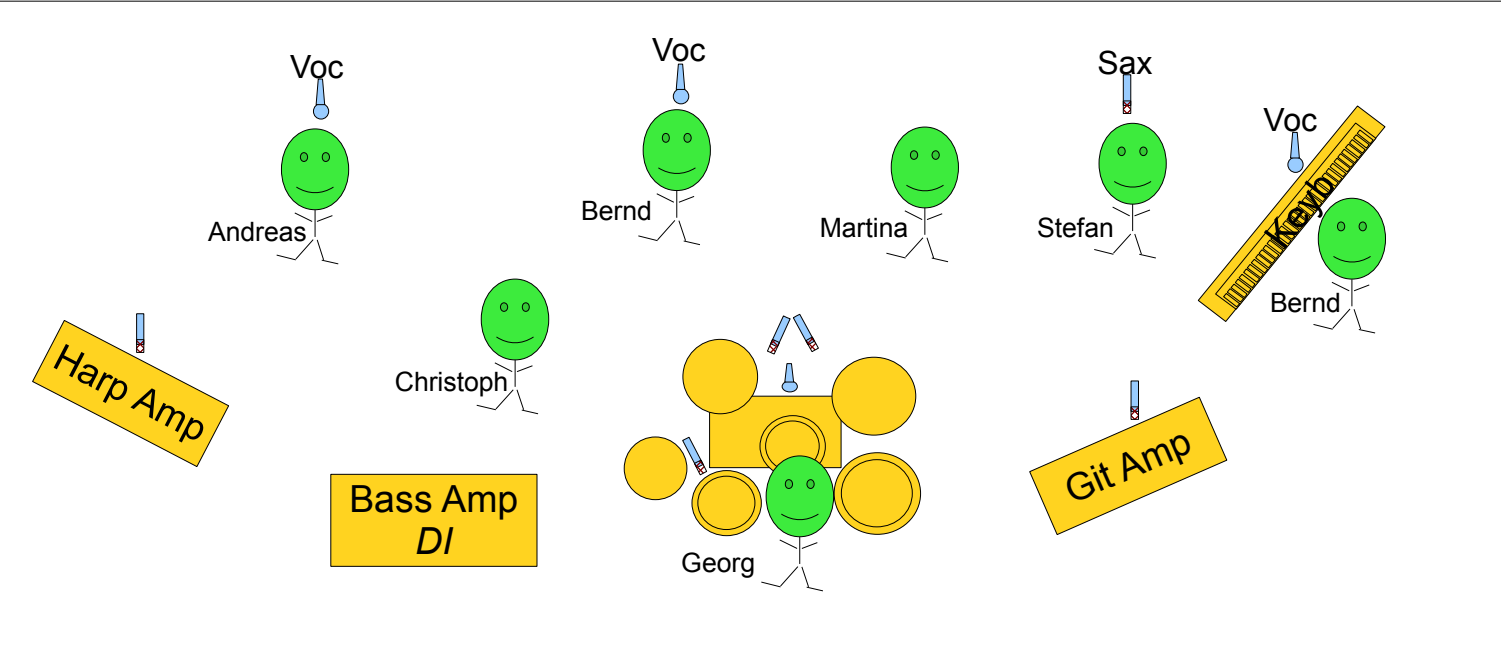 Voc
Voc
Sax
Voc
Keyb
Andreas
Bernd
Martina
Stefan
Bernd
Harp Amp
Christoph
Git Amp
Bass Amp
DI
Georg